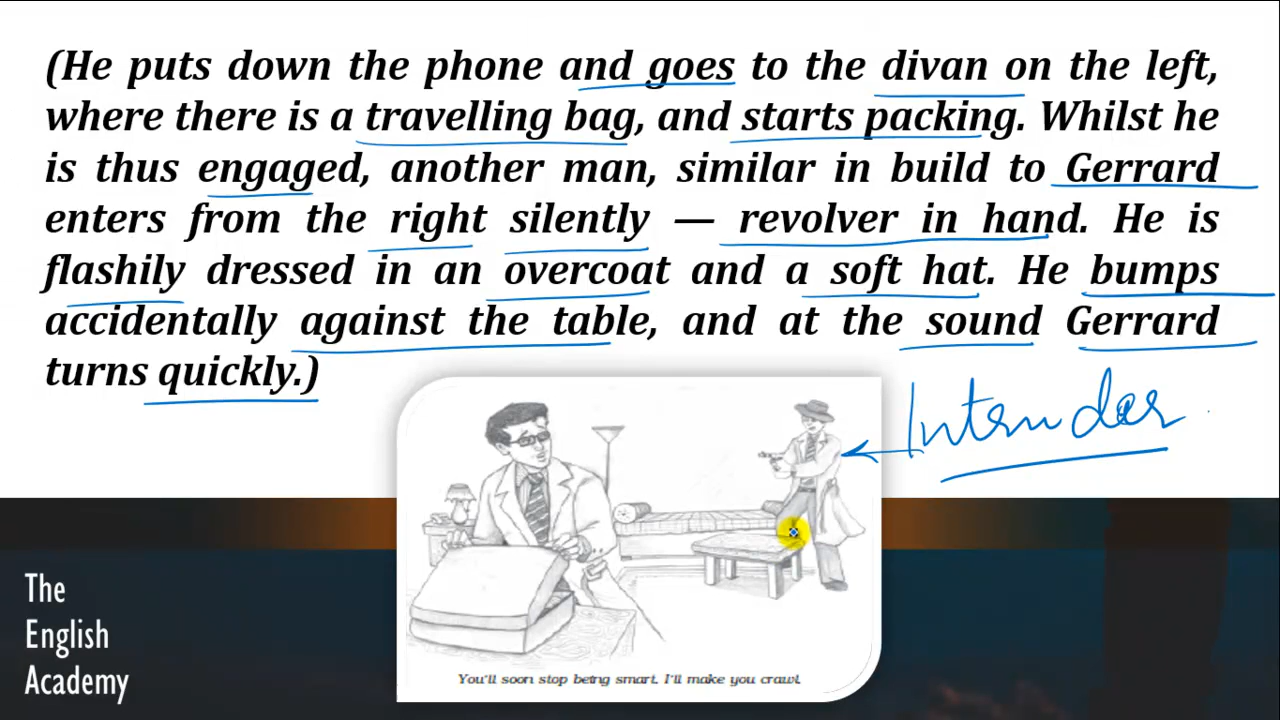 (He puts down the phone and goes to the divan on the left,
where there is a travelling bag, and starts packing. Whilst he
is thus engaged, another man, similar in build to Gerrard
enters from the right silently — revolver in hand. He is
flashily dressed in an overcoat and a soft hat. He bumps
accidentally against the table, and at the sound Gerrard
turns quickly.)
Intruder
The
English
Academy
You'll soon stop being smart. I'll make you crawl.